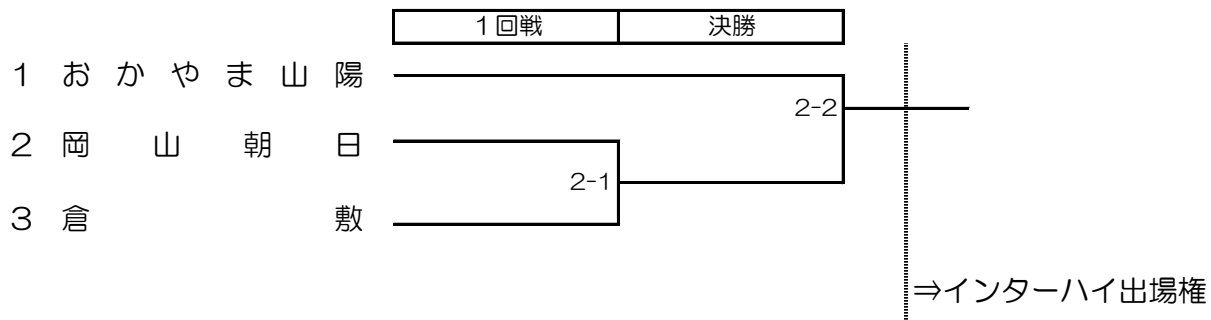 1回戦 決勝
1 おかやま山陽
2-2
2 岡山朝日
2-1
3 倉敷
⇒インターハイ出場権